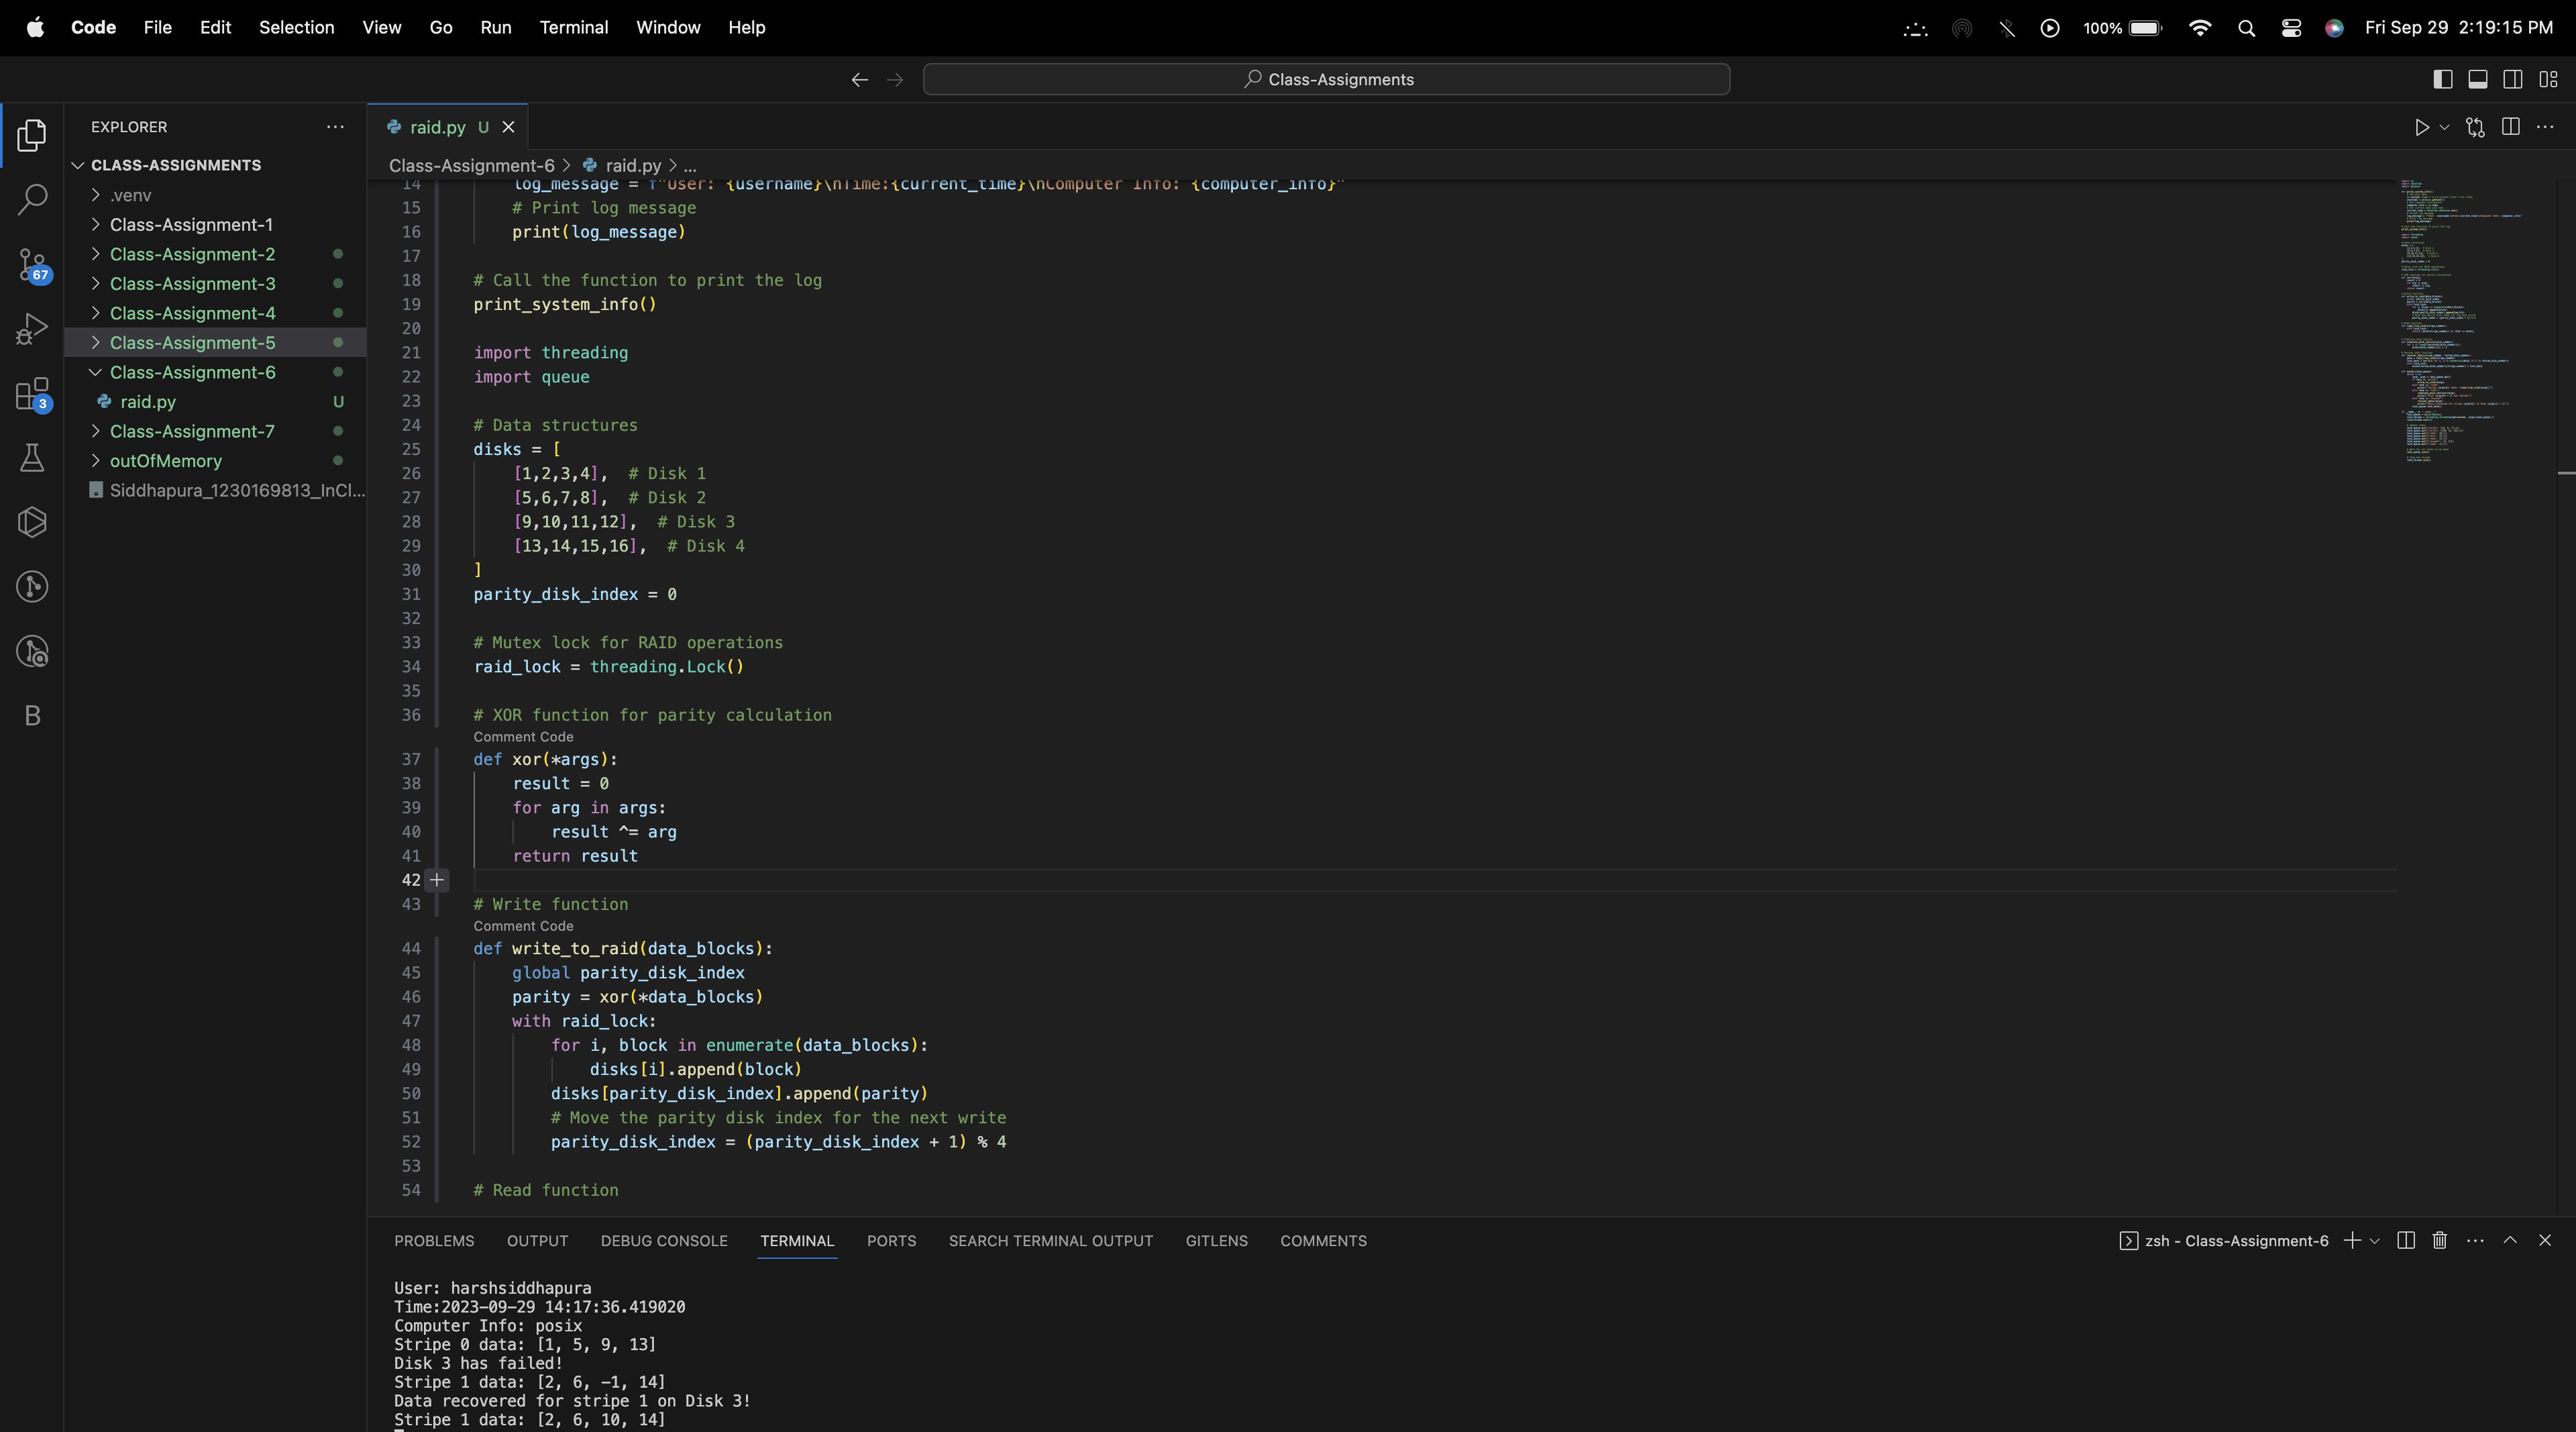 Code File Edit Selection View Go Run Terminal Window Help 100% Fri Sep 29 2:19:15 PM
Class-Assignments
EXPLORER
CLASS-ASSIGNMENTS
.venv
Class-Assignment-1
Class-Assignment-2
Class-Assignment-3
Class-Assignment-4
Class-Assignment-5
Class-Assignment-6
raid.py U
Class-Assignment-7
outOfMemory
Siddhapura_1230169813_InCl...
67
3
B
raid.py U
Class-Assignment-6 > raid.py > ...
14 log_message = f"User: {username}\nTime:{current_time}\nComputer Info: {computer_info}"
15 # Print log message
16 print(log_message)
17
18 # Call the function to print the log
19 print_system_info()
20
21 import threading
22 import queue
23
24 # Data structures
25 disks = [
26 [1,2,3,4], # Disk 1
27 [5,6,7,8], # Disk 2
28 [9,10,11,12], # Disk 3
29 [13,14,15,16], # Disk 4
30 ]
31 parity_disk_index = 0
32
33 # Mutex lock for RAID operations
34 raid_lock = threading.Lock()
35
36 # XOR function for parity calculation
Comment Code
37 def xor(*args):
38 result = 0
39 for arg in args:
40 result ^= arg
41 return result
42
43 # Write function
Comment Code
44 def write_to_raid(data_blocks):
45 global parity_disk_index
46 parity = xor(*data_blocks)
47 with raid_lock:
48 for i, block in enumerate(data_blocks):
49 disks[i].append(block)
50 disks[parity_disk_index].append(parity)
51 # Move the parity disk index for the next write
52 parity_disk_index = (parity_disk_index + 1) % 4
53
54 # Read function
PROBLEMS OUTPUT DEBUG CONSOLE TERMINAL PORTS SEARCH TERMINAL OUTPUT GITLENS COMMENTS zsh - Class-Assignment-6
User: harshsiddhapura
Time:2023-09-29 14:17:36.419020
Computer Info: posix
Stripe 0 data: [1, 5, 9, 13]
Disk 3 has failed!
Stripe 1 data: [2, 6, -1, 14]
Data recovered for stripe 1 on Disk 3!
Stripe 1 data: [2, 6, 10, 14]